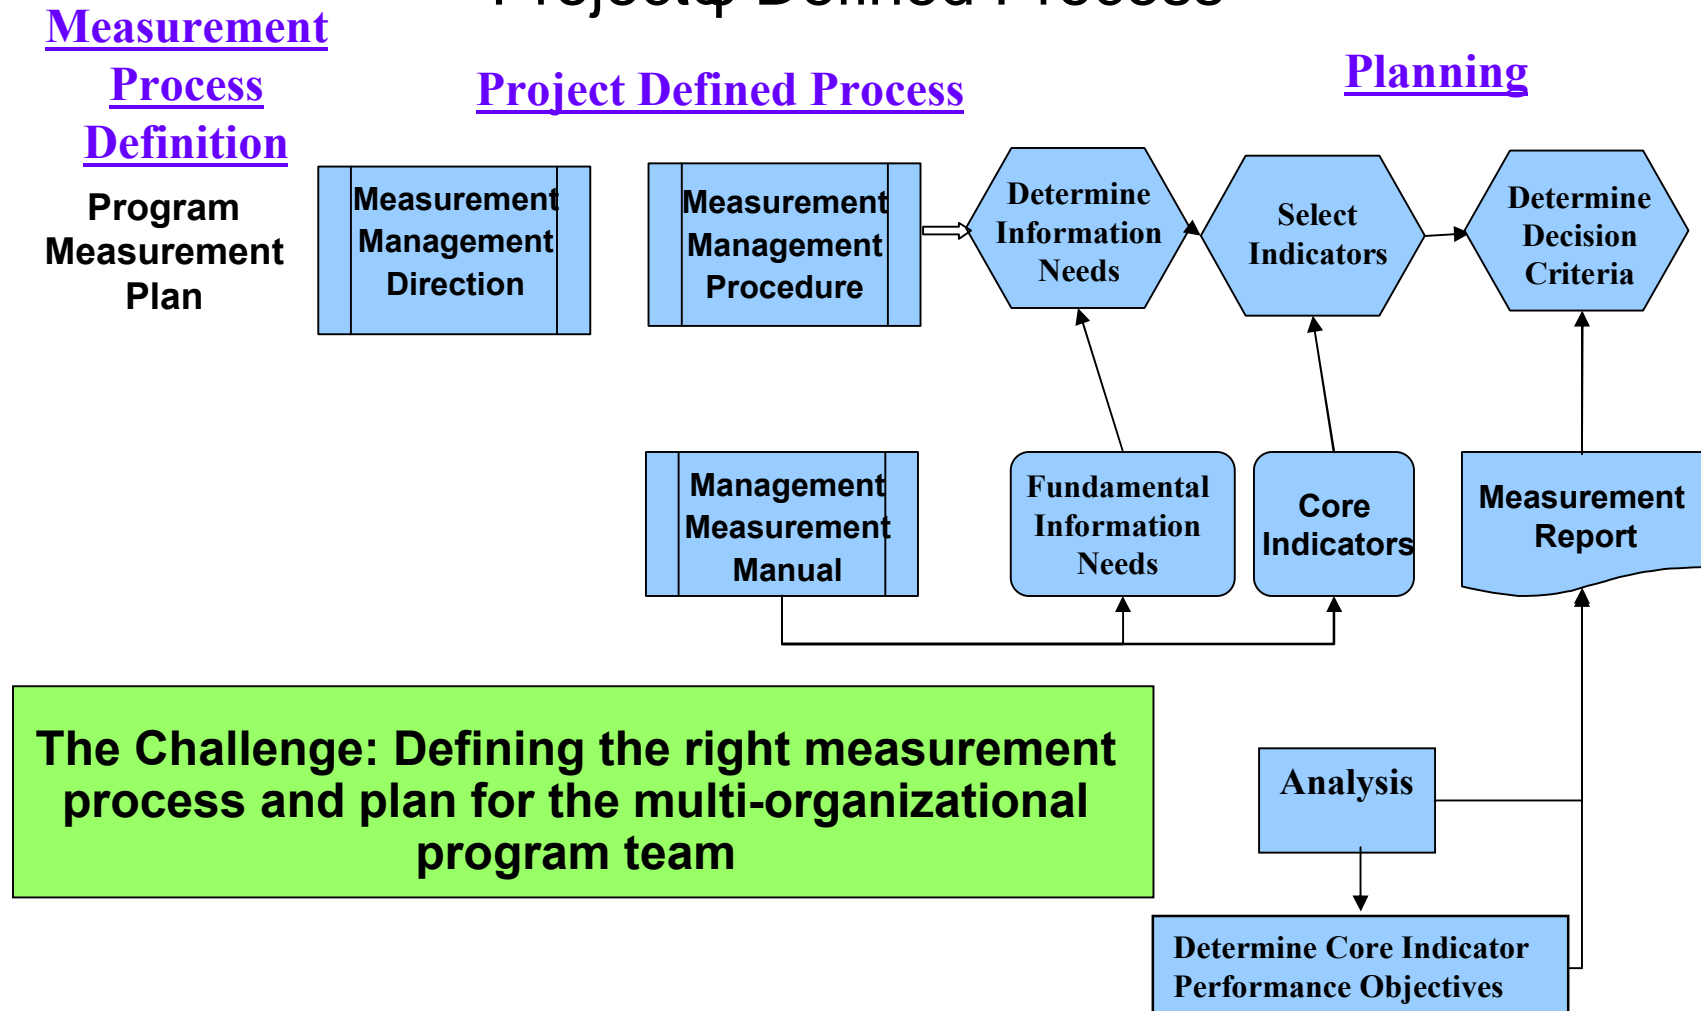 Defined Process
Measurement
Process
Definition
Project Defined Process
Planning
Program
Measurement
Plan
Measurement
Management
Direction
Measurement
Management
Procedure
Determine
Information
Needs
Select
Indicators
Determine
Decision
Criteria
Management
Measurement
Manual
Fundamental
Information
Needs
Core
Indicators
Measurement
Report
The Challenge: Defining the right measurement
process and plan for the multi-organizational
program team
Analysis
Determine Core Indicator
Performance Objectives